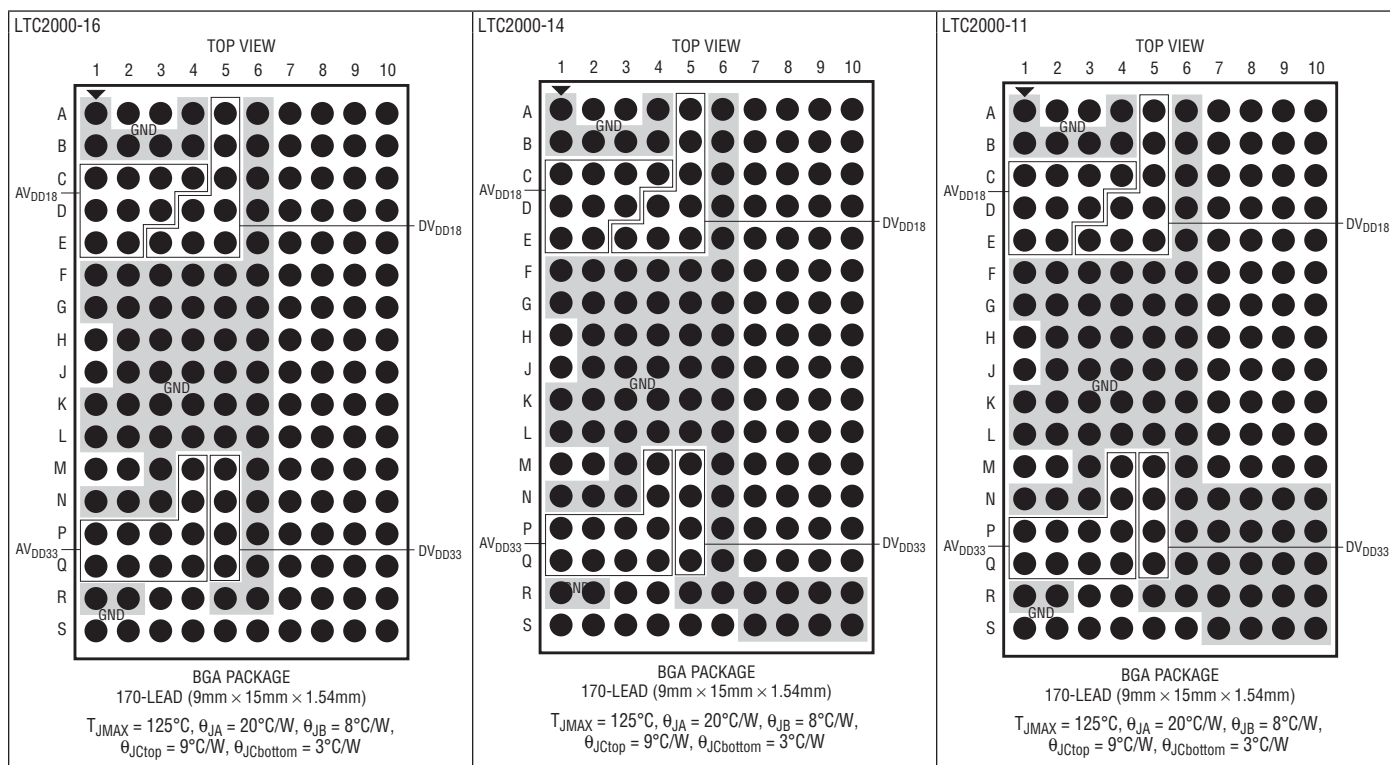 LTC2000-16
TOP VIEW
1 2 3 4 5 6 7 8 9 10
A
GND
B
C
AVDD18
D
DVDD18
E
F
G
H
J
GND
K
L
M
N
P
AVDD33
DVDD33
Q
R
GND
S
BGA PACKAGE
170-LEAD (9mm × 15mm × 1.54mm)
TJMAX = 125°C, θJA = 20°C/W, θJB = 8°C/W,
θJCtop = 9°C/W, θJCbottom = 3°C/W
LTC2000-14
TOP VIEW
1 2 3 4 5 6 7 8 9 10
A
GND
B
C
AVDD18
D
DVDD18
E
F
G
H
J
GND
K
L
M
N
P
AVDD33
DVDD33
Q
R
GND
S
BGA PACKAGE
170-LEAD (9mm × 15mm × 1.54mm)
TJMAX = 125°C, θJA = 20°C/W, θJB = 8°C/W,
θJCtop = 9°C/W, θJCbottom = 3°C/W
LTC2000-11
TOP VIEW
1 2 3 4 5 6 7 8 9 10
A
GND
B
C
AVDD18
D
DVDD18
E
F
G
H
J
GND
K
L
M
N
P
AVDD33
DVDD33
Q
R
GND
S
BGA PACKAGE
170-LEAD (9mm × 15mm × 1.54mm)
TJMAX = 125°C, θJA = 20°C/W, θJB = 8°C/W,
θJCtop = 9°C/W, θJCbottom = 3°C/W